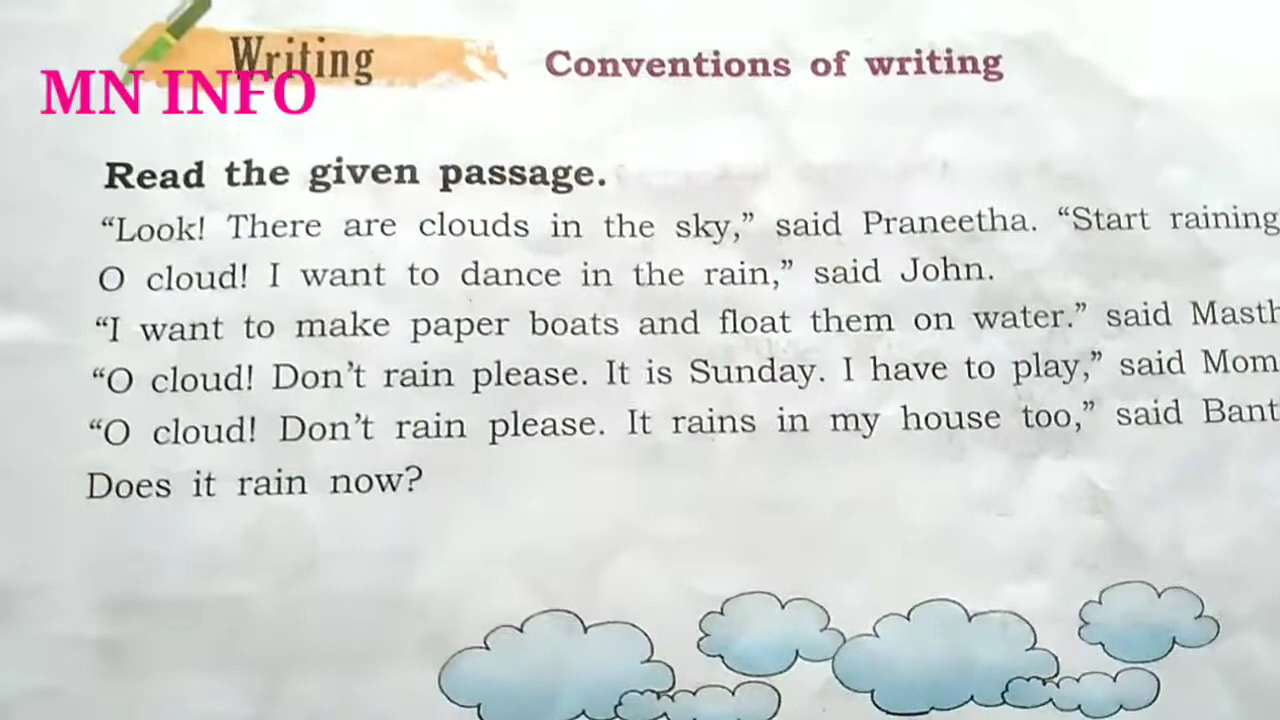 Writing
Conventions of writing
MN INFO
Read the given passage.
“Look! There are clouds in the sky,” said Praneetha. “Start raining
O cloud! I want to dance in the rain,” said John.
“I want to make paper boats and float them on water.” said
“O cloud! Don’t rain please. It is Sunday. I have to play,” said
“O cloud! Don’t rain please. It rains in my house too,” said
Does it rain now?